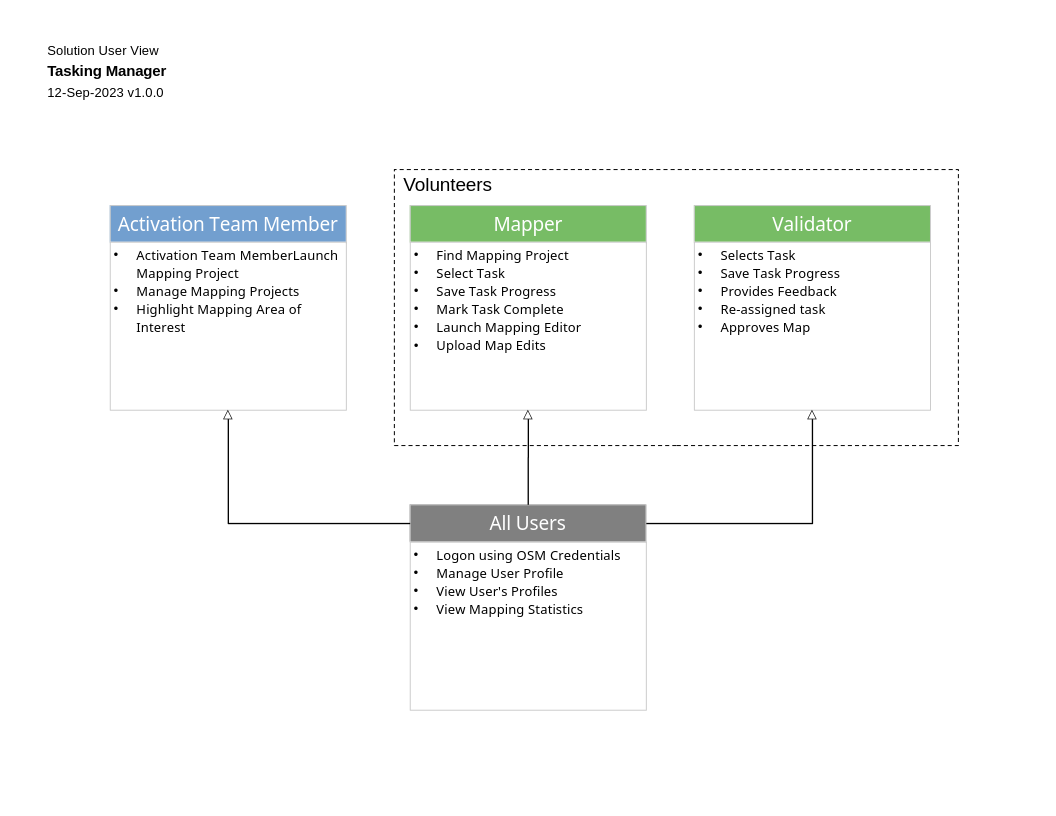 Solution User View
Tasking Manager
12-Sep-2023 v1.0.0
Volunteers
Activation Team Member
• Activation Team MemberLaunch
Mapping Project
• Manage Mapping Projects
• Highlight Mapping Area of
Interest
Mapper
• Find Mapping Project
• Select Task
• Save Task Progress
• Mark Task Complete
• Launch Mapping Editor
• Upload Map Edits
Validator
• Selects Task
• Save Task Progress
• Provides Feedback
• Re-assigned task
• Approves Map
All Users
• Logon using OSM Credentials
• Manage User Profile
• View User's Profiles
• View Mapping Statistics